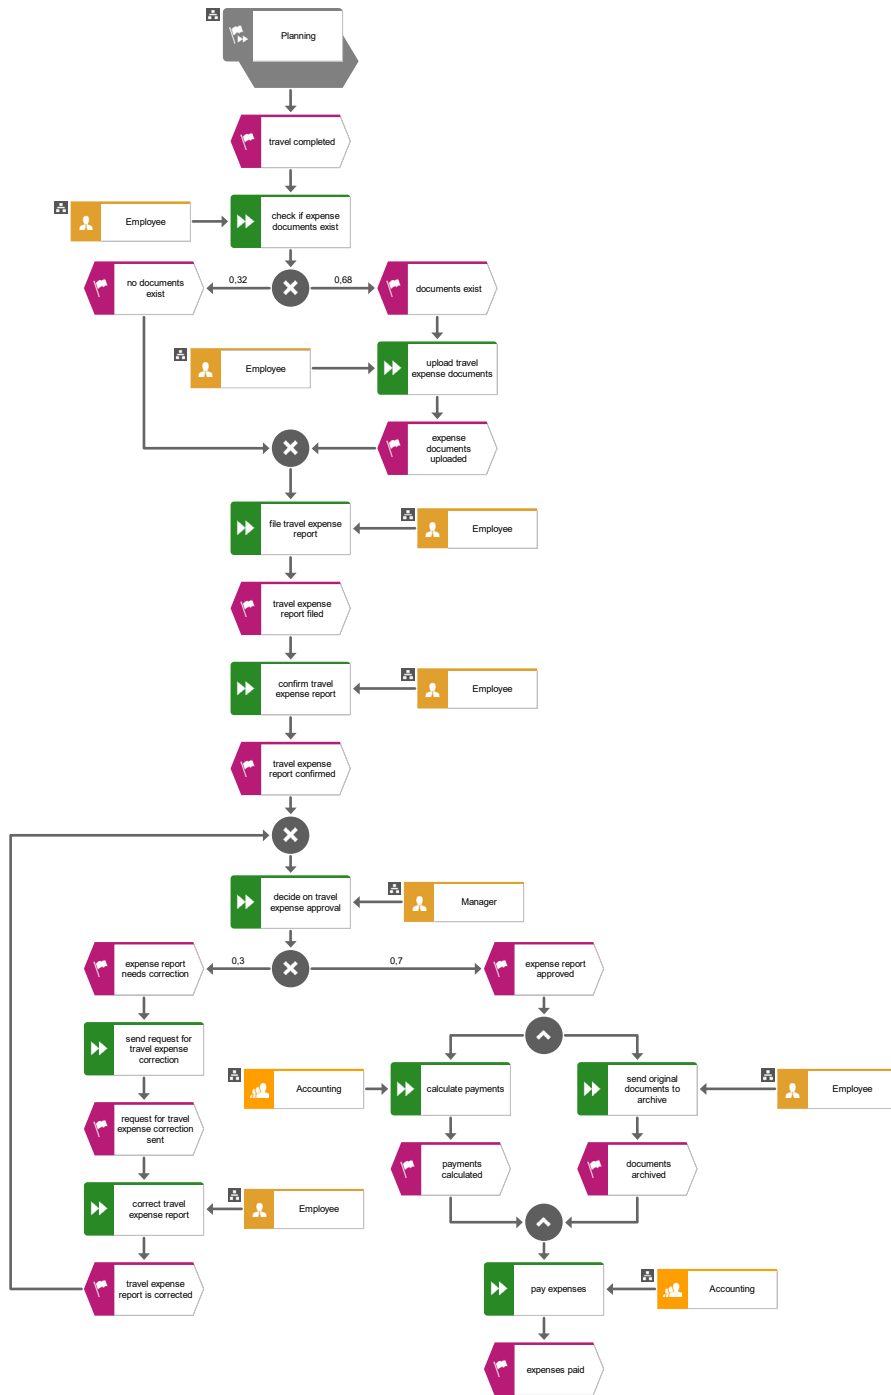 Planning
travel completed
Employee
check if expense
documents exist
no documents
exist
0,32
0,68
documents exist
Employee
upload travel
expense documents
expense
documents
uploaded
file travel expense
report
Employee
travel expense
report filed
confirm travel
expense report
Employee
travel expense
report confirmed
decide on travel
expense approval
Manager
expense report
needs correction
0,3
0,7
expense report
approved
send request for
travel expense
correction
Accounting
calculate payments
send original
documents to
archive
Employee
request for travel
expense correction
sent
payments
calculated
documents
archived
correct travel
expense report
Employee
travel expense
report is corrected
pay expenses
Accounting
expenses paid